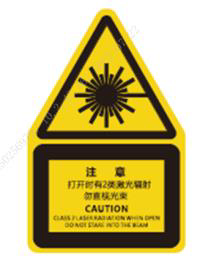 注 意
打开时有2类激光辐射
勿直视光束
CAUTION
CLASS 2 LASER RADIATION WHEN OPEN
DO NOT STARE INTO THE BEAM